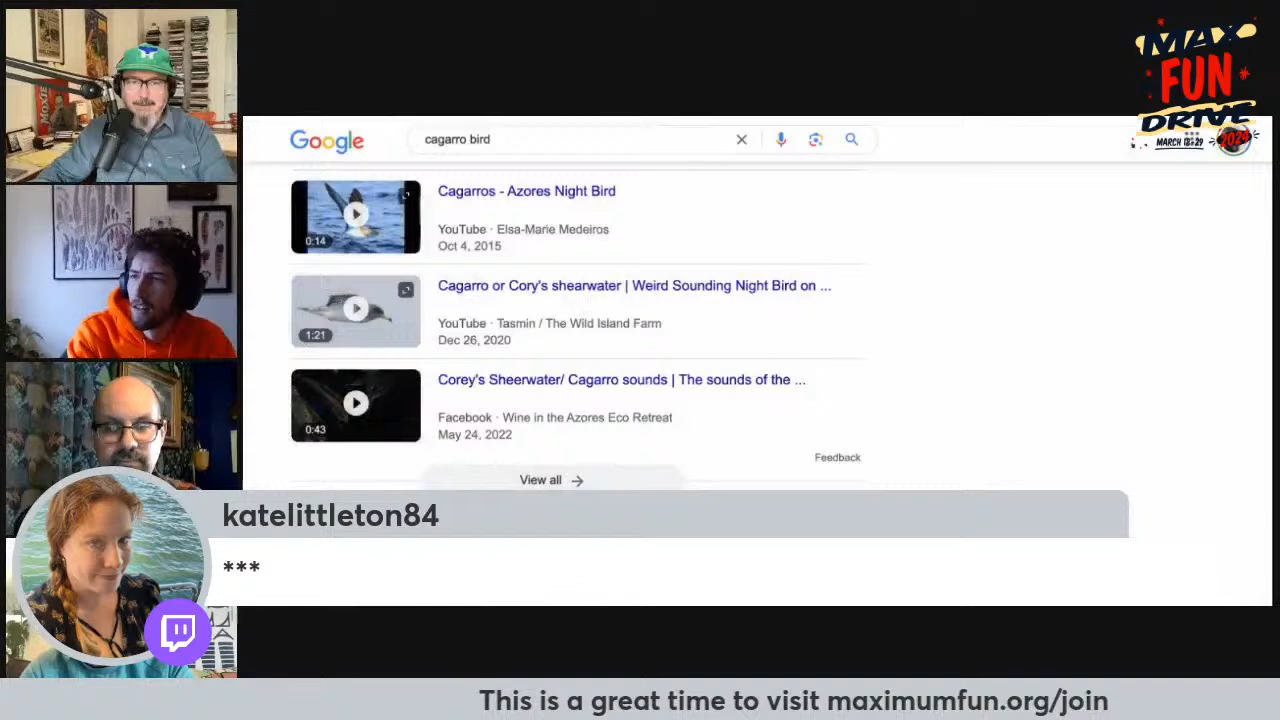 MAX
FUN
DRIVE
MARCH 18-29
2024
Google
cagarro bird
Cagarros - Azores Night Bird
YouTube · Elsa-Marie Medeiros
Oct 4, 2015
0:14
Cagarro or Cory's shearwater | Weird Sounding Night Bird on ...
YouTube · Tasmin / The Wild Island Farm
Dec 26, 2020
1:21
Corey's Sheerwater/ Cagarro sounds | The sounds of the ...
Facebook · Wine in the Azores Eco Retreat
May 24, 2022
0:43
Feedback
View all
katelittleton84
***
This is a great time to visit maximumfun.org/join